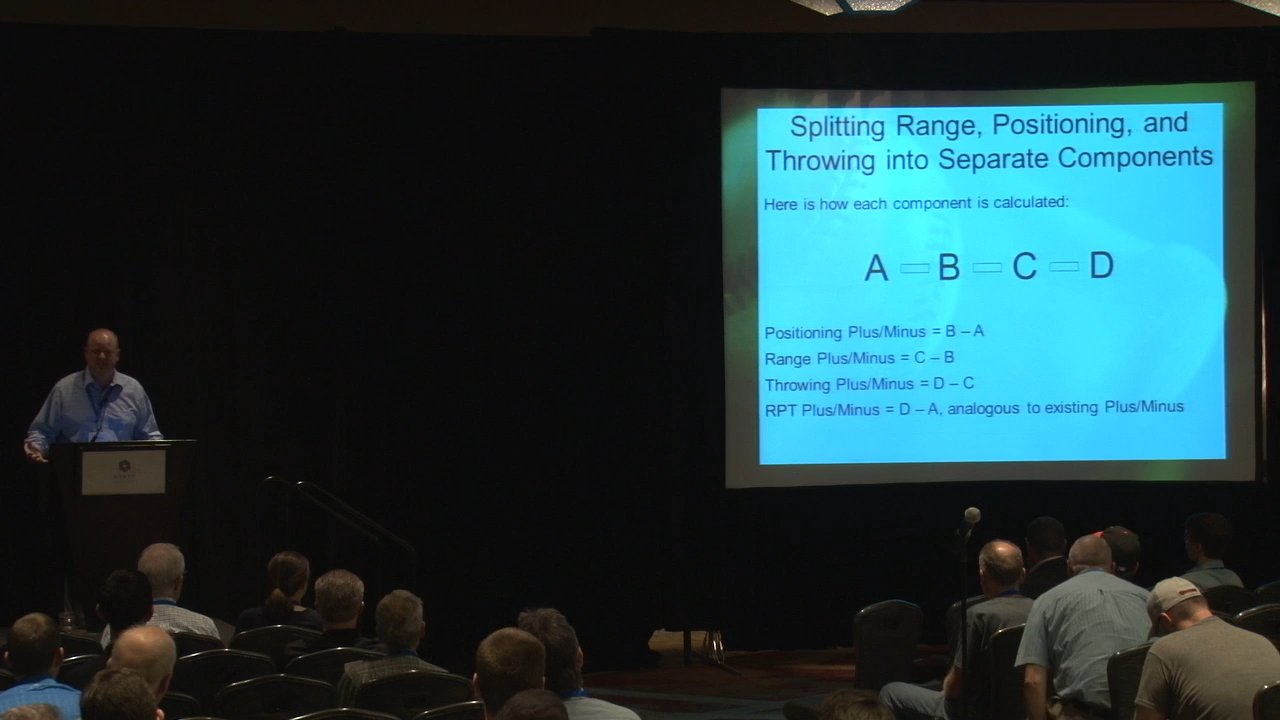 Splitting Range, Positioning, and
Throwing into Separate Components
Here is how each component is calculated:
A B C D
Positioning Plus/Minus = B – A
Range Plus/Minus = C – B
Throwing Plus/Minus = D – C
RPT Plus/Minus = D – A, analogous to existing Plus/Minus